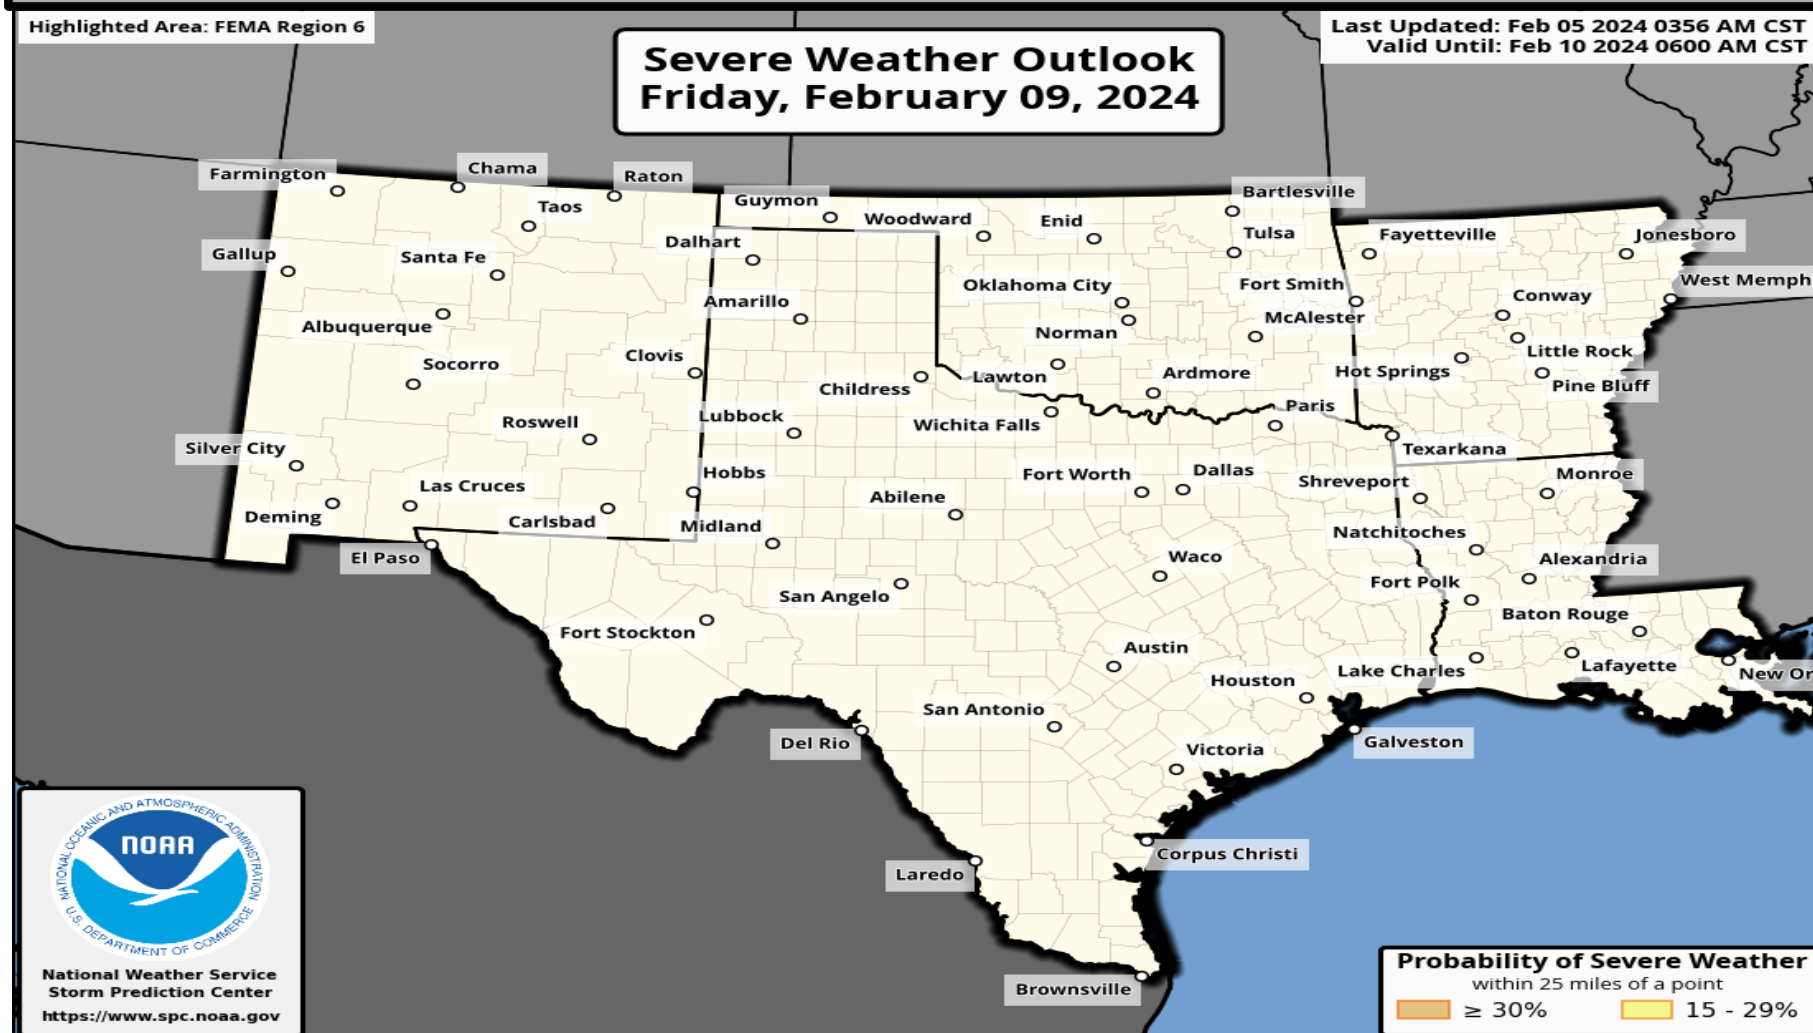 Highlighted Area: FEMA Region 6
Last Updated: Feb 05 2024 0356 AM CST
Valid Until: Feb 10 2024 0600 AM CST
Severe Weather Outlook
Friday, February 09, 2024
Farmington
Chama
Raton
Taos
Guymon
Woodward
Enid
Bartlesville
Gallup
Santa Fe
Dalhart
Tulsa
Fayetteville
Jonesboro
Albuquerque
Amarillo
Oklahoma City
Fort Smith
Conway
West Memph
Norman
McAlester
Little Rock
Socorro
Clovis
Childress
Lawton
Ardmore
Hot Springs
Pine Bluff
Roswell
Lubbock
Wichita Falls
Paris
Texarkana
Silver City
Las Cruces
Hobbs
Abilene
Fort Worth
Dallas
Shreveport
Monroe
Deming
Carlsbad
Midland
Natchitoches
El Paso
Waco
Alexandria
San Angelo
Fort Polk
Fort Stockton
Baton Rouge
Austin
Houston
Lake Charles
Lafayette
New Or
San Antonio
Del Rio
Victoria
Galveston
Corpus Christi
Laredo
Brownsville
NATIONAL OCEANIC AND ATMOSPHERIC ADMINISTRATION
NOAA
U.S. DEPARTMENT OF COMMERCE
National Weather Service
Storm Prediction Center
https://www.spc.noaa.gov
Probability of Severe Weather
within 25 miles of a point
≥ 30%
15 - 29%